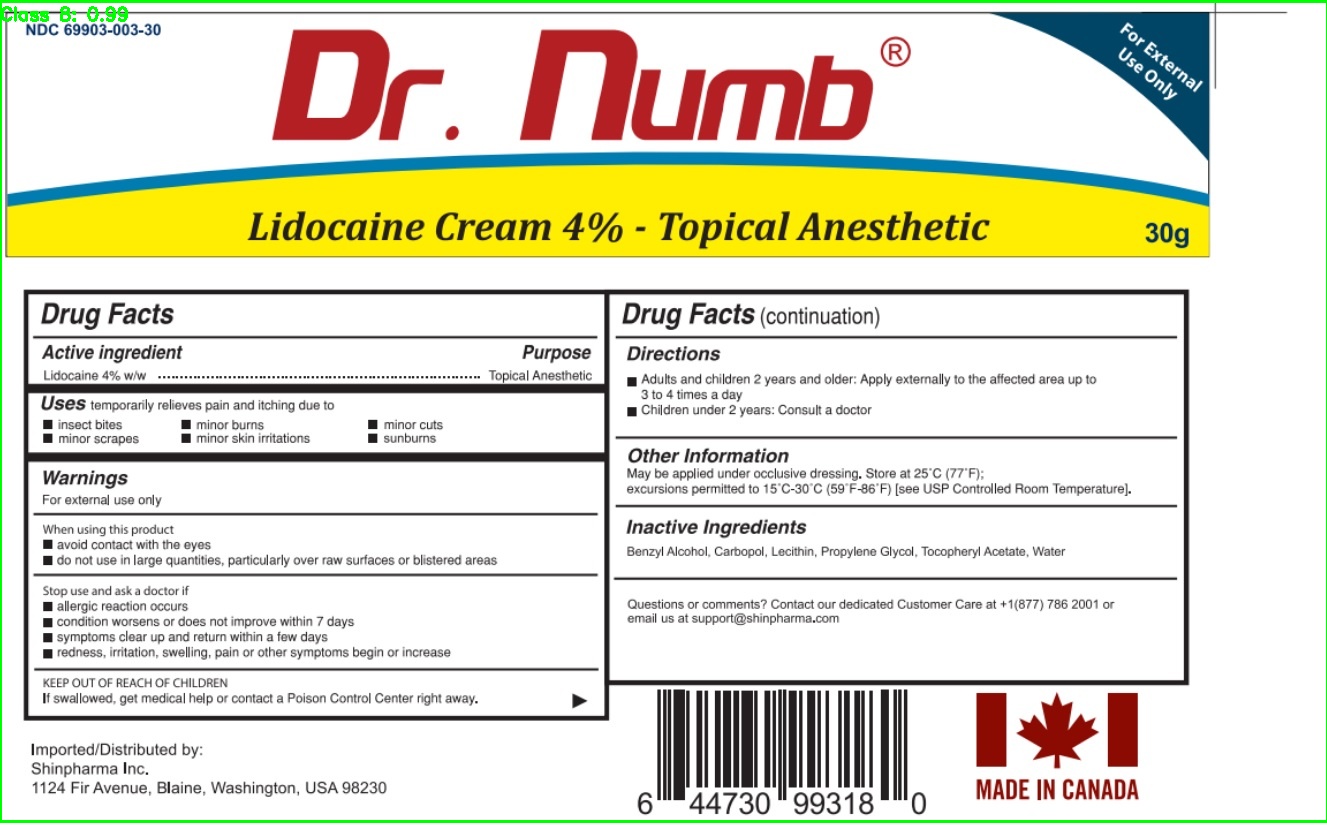 Class B: 0.99
NDC 69903-003-30
Dr. Numb®
For External
Use Only
Lidocaine Cream 4% - Topical Anesthetic
30g
Drug Facts
Active ingredient Purpose
Lidocaine 4% w/w ........................................ Topical Anesthetic
Uses temporarily relieves pain and itching due to
■ insect bites ■ minor burns ■ minor cuts
■ minor scrapes ■ minor skin irritations ■ sunburns
Warnings
For external use only
When using this product
■ avoid contact with the eyes
■ do not use in large quantities, particularly over raw surfaces or blistered areas
Stop use and ask a doctor if
■ allergic reaction occurs
■ condition worsens or does not improve within 7 days
■ symptoms clear up and return within a few days
■ redness, irritation, swelling, pain or other symptoms begin or increase
KEEP OUT OF REACH OF CHILDREN
If swallowed, get medical help or contact a Poison Control Center right away. ▶
Drug Facts (continuation)
Directions
■ Adults and children 2 years and older: Apply externally to the affected area up to
3 to 4 times a day
■ Children under 2 years: Consult a doctor
Other Information
May be applied under occlusive dressing. Store at 25˚C (77˚F);
excursions permitted to 15˚C-30˚C (59˚F-86˚F) [see USP Controlled Room Temperature].
Inactive Ingredients
Benzyl Alcohol, Carbopol, Lecithin, Propylene Glycol, Tocopheryl Acetate, Water
Questions or comments? Contact our dedicated Customer Care at +1(877) 786 2001 or
email us at support@shinpharma.com
Imported/Distributed by:
Shinpharma Inc.
1124 Fir Avenue, Blaine, Washington, USA 98230
6 44730 99318 0
MADE IN CANADA